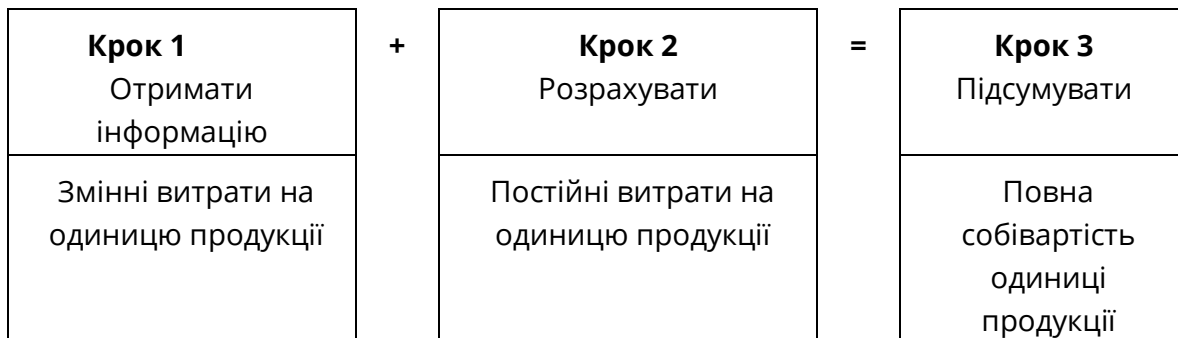 Крок 1
Отримати
інформацію
Змінні витрати на
одиницю продукції
+
Крок 2
Розрахувати
Постійні витрати на
одиницю продукції
=
Крок 3
Підсумувати
Повна
собівартість
одиниці
продукції